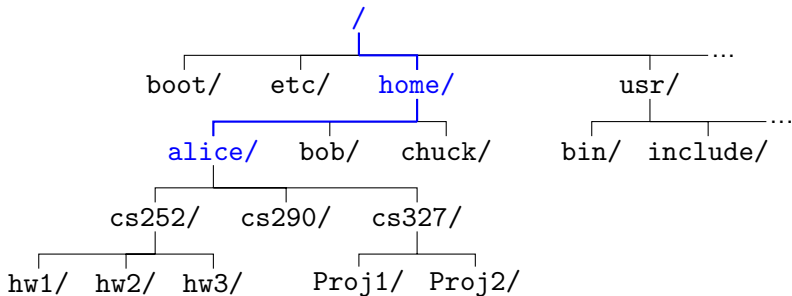 /
...
boot/ etc/ home/ usr/
...
alice/ bob/ chuck/ bin/ include/
cs252/ cs290/ cs327/
hw1/ hw2/ hw3/ Proj1/ Proj2/